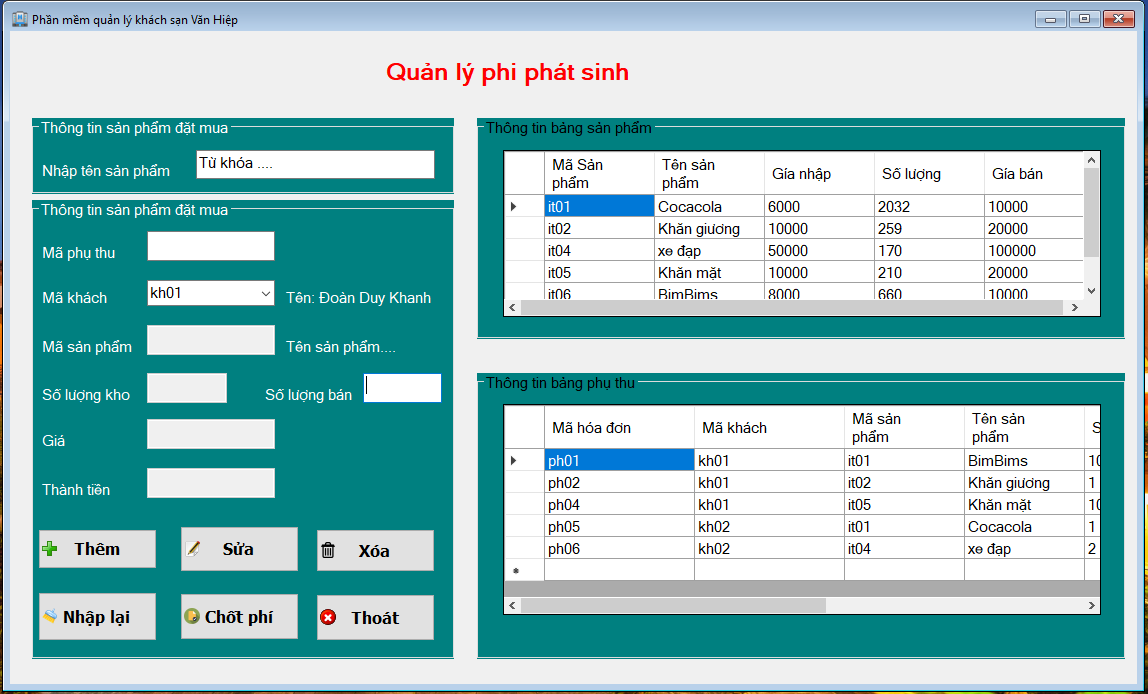 Phần mềm quản lý khách sạn Văn Hiệp
Quản lý phi phát sinh
Thông tin sản phẩm đặt mua
Nhập tên sản phẩm Từ khóa ....
Thông tin sản phẩm đặt mua
Mã phụ thu
Mã khách kh01 Tên: Đoàn Duy Khanh
Mã sản phẩm Tên sản phẩm....
Số lượng kho Số lượng bán
Giá
Thành tiền
Thêm Sửa Xóa
Nhập lại Chốt phí Thoát
Thông tin bảng sản phẩm
Mã Sản phẩm Tên sản phẩm Gía nhập Số lượng Gía bán
it01 Cocacola 6000 2032 10000
it02 Khăn giương 10000 259 20000
it04 xe đạp 50000 170 100000
it05 Khăn mặt 10000 210 20000
it06 BimBims 8000 660 10000
Thông tin bảng phụ thu
Mã hóa đơn Mã khách Mã sản phẩm Tên sản phẩm S
ph01 kh01 it01 BimBims 10
ph02 kh01 it02 Khăn giương 1
ph04 kh01 it05 Khăn mặt 10
ph05 kh02 it01 Cocacola 1
ph06 kh02 it04 xe đạp 2